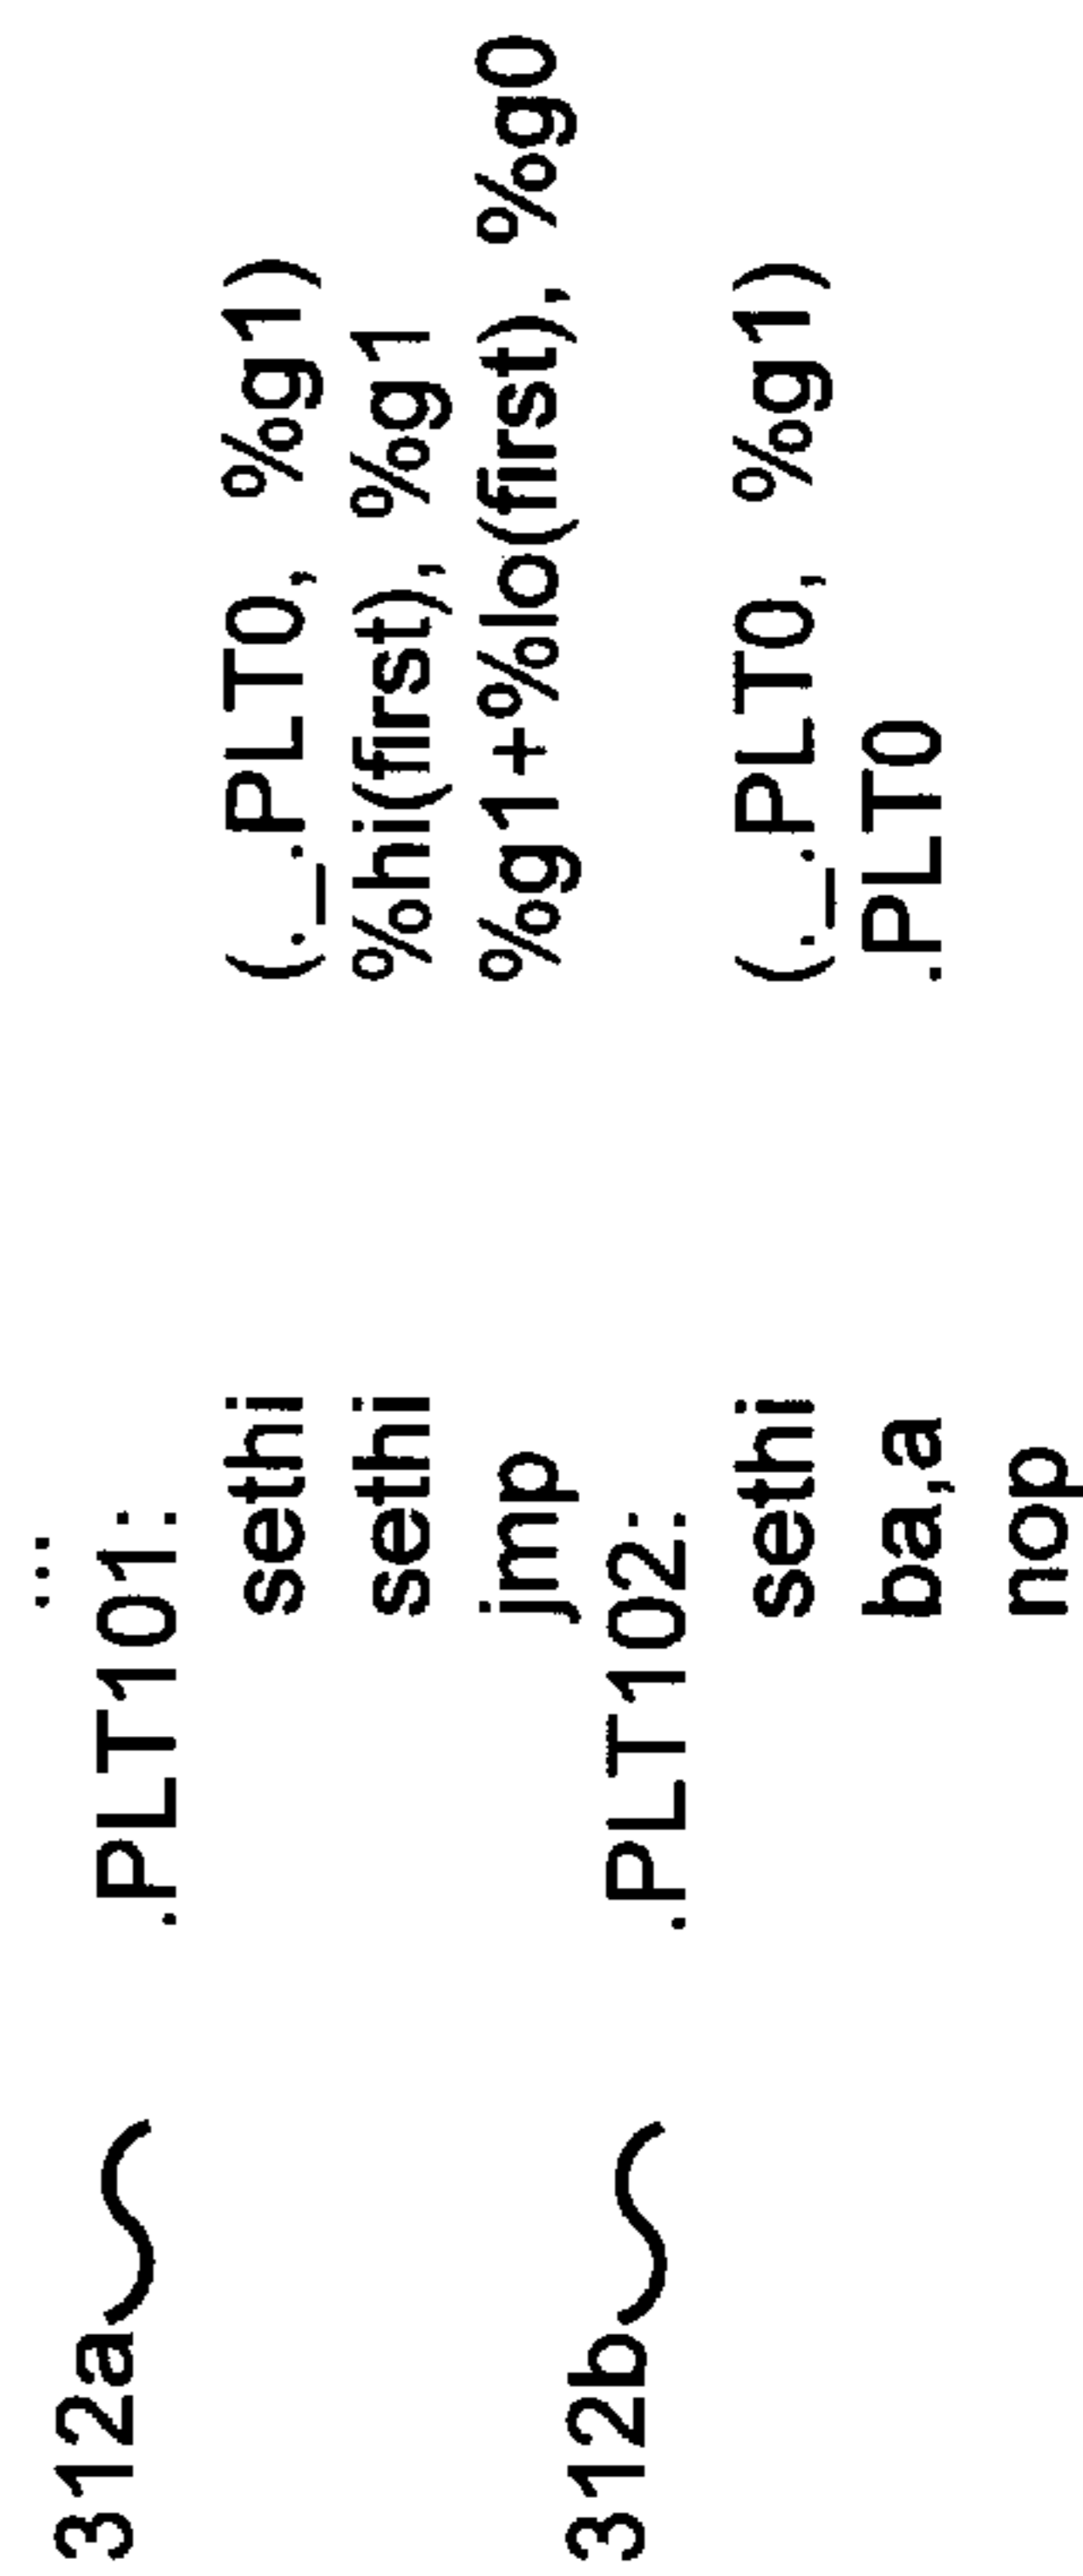 ...
312a .PLT101:
sethi (._.PLT0, %g1)
sethi %hi(first), %g1
jmp %g1+%lo(first), %g0
312b .PLT102:
sethi (._.PLT0, %g1)
ba,a .PLT0
nop